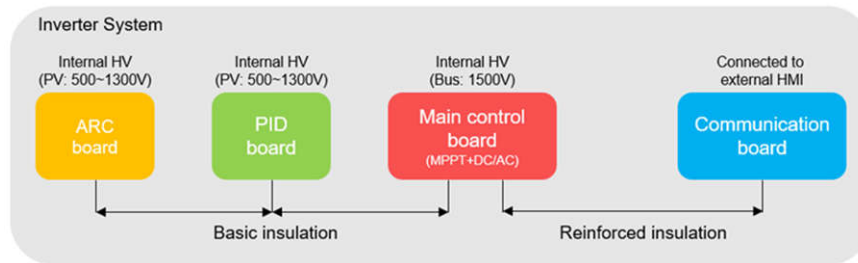 Inverter System
Internal HV
(PV: 500~1300V)
Internal HV
(PV: 500~1300V)
Internal HV
(Bus: 1500V)
Connected to
external HMI
ARC
board
PID
board
Main control
board
(MPPT+DC/AC)
Communication
board
Basic insulation
Reinforced insulation